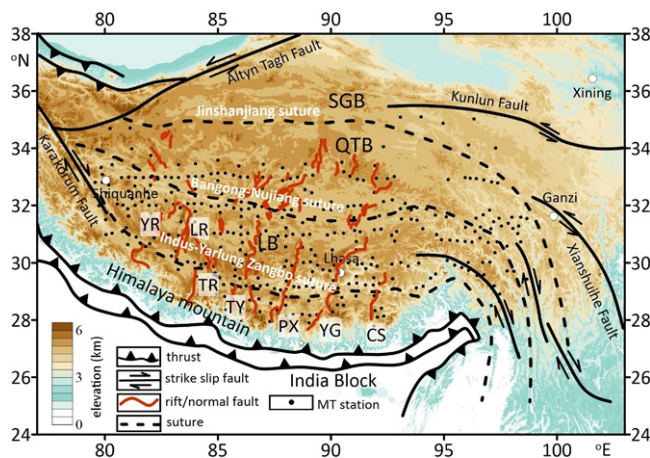 80 85 90 95 100
38
°N
36
34
32
30
28
26
24
Altyn Tagh Fault
SGB
Kunlun Fault
Xining
Jinshanjiang suture
QTB
Karakorum Fault
Shiquanhe
Bangong-Nujiang suture
Ganzi
YR
LR
Indus-Yarlung Zangbo suture
LB
Lhasa
Xianshuihe Fault
Himalaya mountain
TR
TY
PX
YG
CS
India Block
6
3
0
elevation (km)
thrust
strike slip fault
rift/normal fault
MT station
suture
38
36
34
32
30
28
26
24
80 85 90 95 100 °E